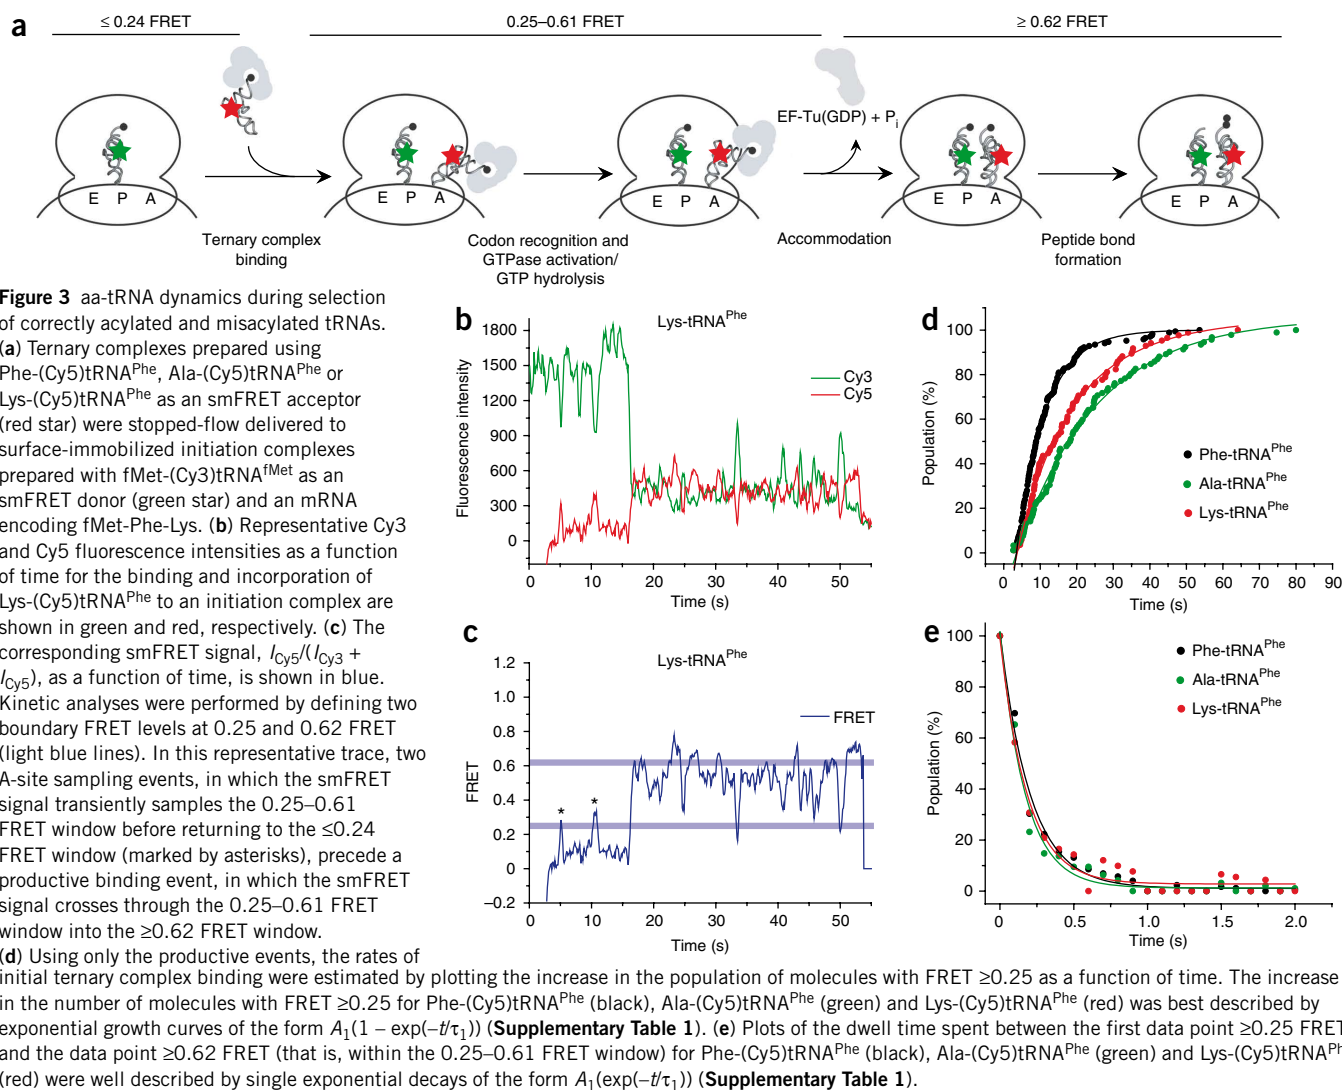 a
≤ 0.24 FRET
0.25–0.61 FRET
≥ 0.62 FRET
EF-Tu(GDP) + Pi
E P A
E P A
E P A
E P A
E P A
Ternary complex
binding
Codon recognition and
GTPase activation/
GTP hydrolysis
Accommodation
Peptide bond
formation
Figure 3 aa-tRNA dynamics during selection
of correctly acylated and misacylated tRNAs.
(a) Ternary complexes prepared using
Phe-(Cy5)tRNAPhe, Ala-(Cy5)tRNAPhe or
Lys-(Cy5)tRNAPhe as an smFRET acceptor
(red star) were stopped-flow delivered to
surface-immobilized initiation complexes
prepared with fMet-(Cy3)tRNAfMet as an
smFRET donor (green star) and an mRNA
encoding fMet-Phe-Lys. (b) Representative Cy3
and Cy5 fluorescence intensities as a function
of time for the binding and incorporation of
Lys-(Cy5)tRNAPhe to an initiation complex are
shown in green and red, respectively. (c) The
corresponding smFRET signal, ICy5/(ICy3 +
ICy5), as a function of time, is shown in blue.
Kinetic analyses were performed by defining two
boundary FRET levels at 0.25 and 0.62 FRET
(light blue lines). In this representative trace, two
A-site sampling events, in which the smFRET
signal transiently samples the 0.25–0.61
FRET window before returning to the ≤0.24
FRET window (marked by asterisks), precede a
productive binding event, in which the smFRET
signal crosses through the 0.25–0.61 FRET
window into the ≥0.62 FRET window.
(d) Using only the productive events, the rates of
initial ternary complex binding were estimated by plotting the increase in the population of molecules with FRET ≥0.25 as a function of time. The increase
in the number of molecules with FRET ≥0.25 for Phe-(Cy5)tRNAPhe (black), Ala-(Cy5)tRNAPhe (green) and Lys-(Cy5)tRNAPhe (red) was best described by
exponential growth curves of the form A1(1 – exp(–t/τ1)) (Supplementary Table 1). (e) Plots of the dwell time spent between the first data point ≥0.25 FRET
and the data point ≥0.62 FRET (that is, within the 0.25–0.61 FRET window) for Phe-(Cy5)tRNAPhe (black), Ala-(Cy5)tRNAPhe (green) and Lys-(Cy5)tRNAPh
(red) were well described by single exponential decays of the form A1(exp(–t/τ1)) (Supplementary Table 1).
b
Lys-tRNAPhe
Cy3
Cy5
Fluorescence intensity
1800
1500
1200
900
600
300
0
0 10 20 30 40 50
Time (s)
c
Lys-tRNAPhe
FRET
FRET
1.2
1.0
0.8
0.6
0.4
0.2
0
–0.2
* *
0 10 20 30 40 50
Time (s)
d
Population (%)
100
80
60
40
20
0
Phe-tRNAPhe
Ala-tRNAPhe
Lys-tRNAPhe
0 10 20 30 40 50 60 70 80 90
Time (s)
e
Population (%)
100
80
60
40
20
0
Phe-tRNAPhe
Ala-tRNAPhe
Lys-tRNAPhe
0 0.5 1.0 1.5 2.0
Time (s)